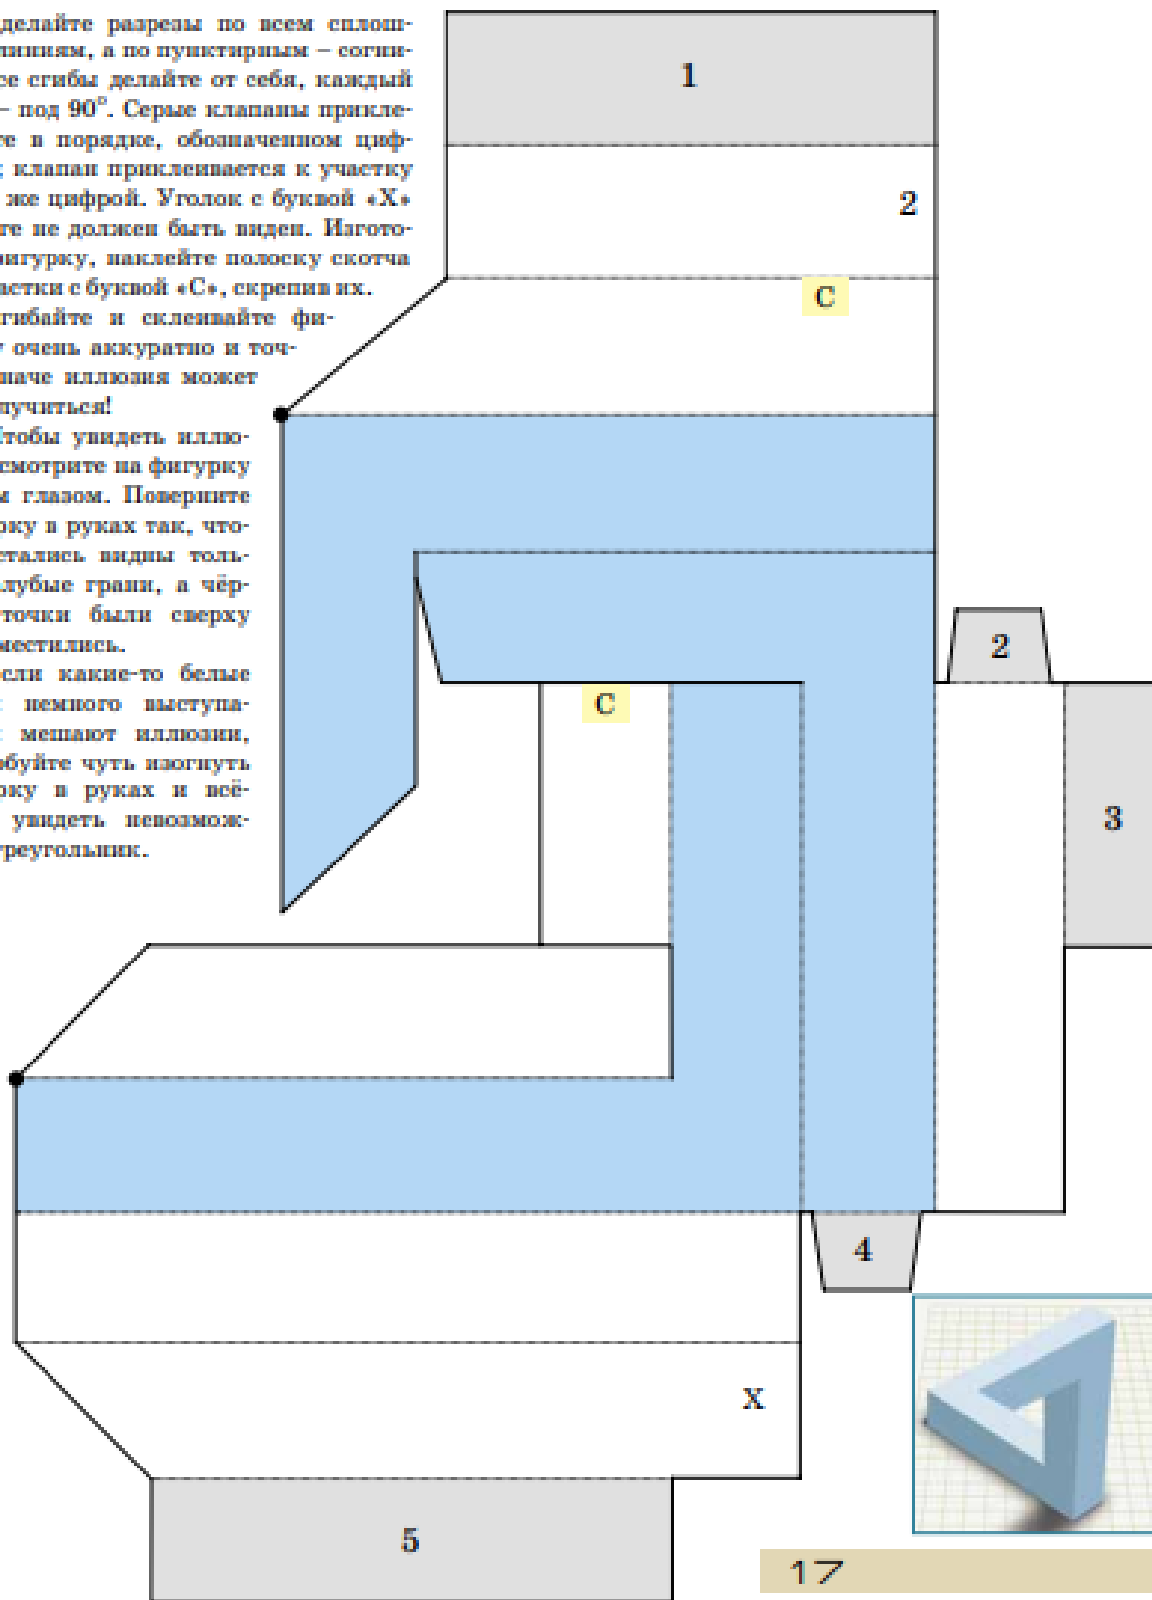 делайте разрезы по всем сплош-
линиям, а по пунктирным – согни-
се сгибы делайте от себя, каждый
– под 90°. Серые клапаны прикле-
те в порядке, обозначенном циф-
клапан приклеивается к участку
же цифрой. Уголок с буквой «Х»
те не должен быть виден. Изгото-
фигурку, наклейте полоску скотча
астки с буквой «С», скрепив их.
гибайте и склеивайте фи-
очень аккуратно и точ-
наче иллюзия может
лучиться!
Чтобы увидеть иллю-
смотрите на фигурку
м глазом. Поверните
рку в руках так, что-
стались видны толь-
лубые грани, а чёр-
точки были сверху
местились.
сли какие-то белые
немного выступа-
мешают иллюзии,
обуйте чуть изогнуть
рку в руках и всё-
увидеть невозмож-
треугольник.
1
2
С
2
С
3
4
Х
5
17